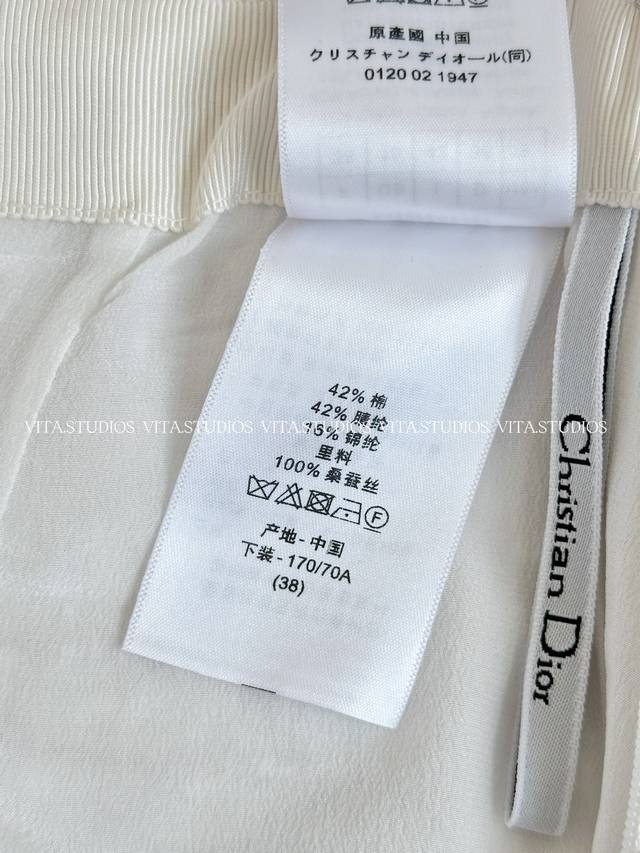 原產國 中国
クリスチャン ディオール(同)
0120 02 1947
42% 棉
42% 腈纶
16% 锦纶
里料
100% 桑蚕丝
F
产地 - 中国
下装 - 170/70A
(38)
VITA.STUDIOS VITA.STUDIOS VITA.STUDIOS VITA.STUDIOS VITA.STUDIOS
Christian Dior